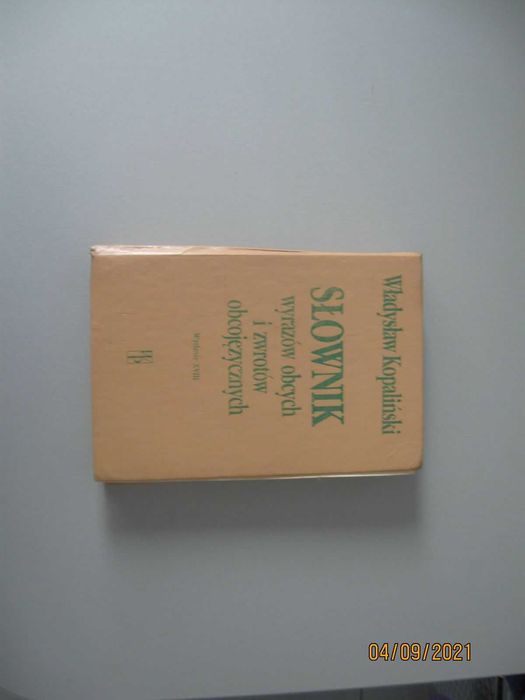 Władysław Kopaliński
SŁOWNIK
wyrazów obcych
i zwrotów
obcojęzycznych
Wydanie XVIII
04/09/2021